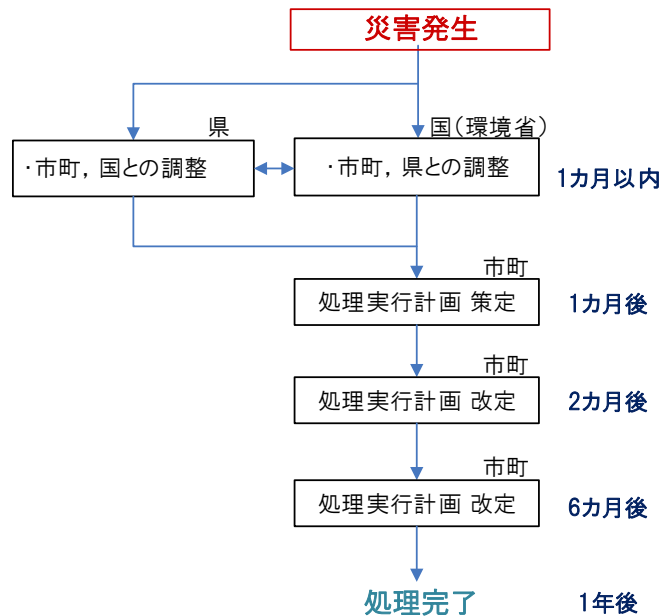 災害発生
県
国(環境省)
・市町，国との調整
・市町，県との調整
1カ月以内
市町
処理実行計画 策定
1カ月後
市町
処理実行計画 改定
2カ月後
市町
処理実行計画 改定
6カ月後
処理完了
1年後